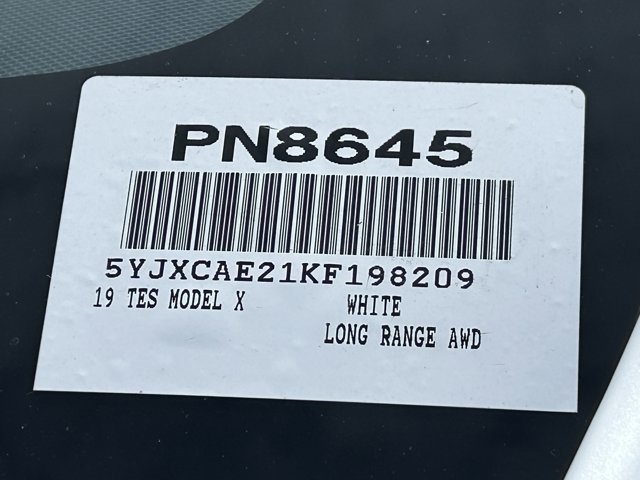 PN8645
5YJXCAE21KF198209
19 TES MODEL X WHITE
LONG RANGE AWD